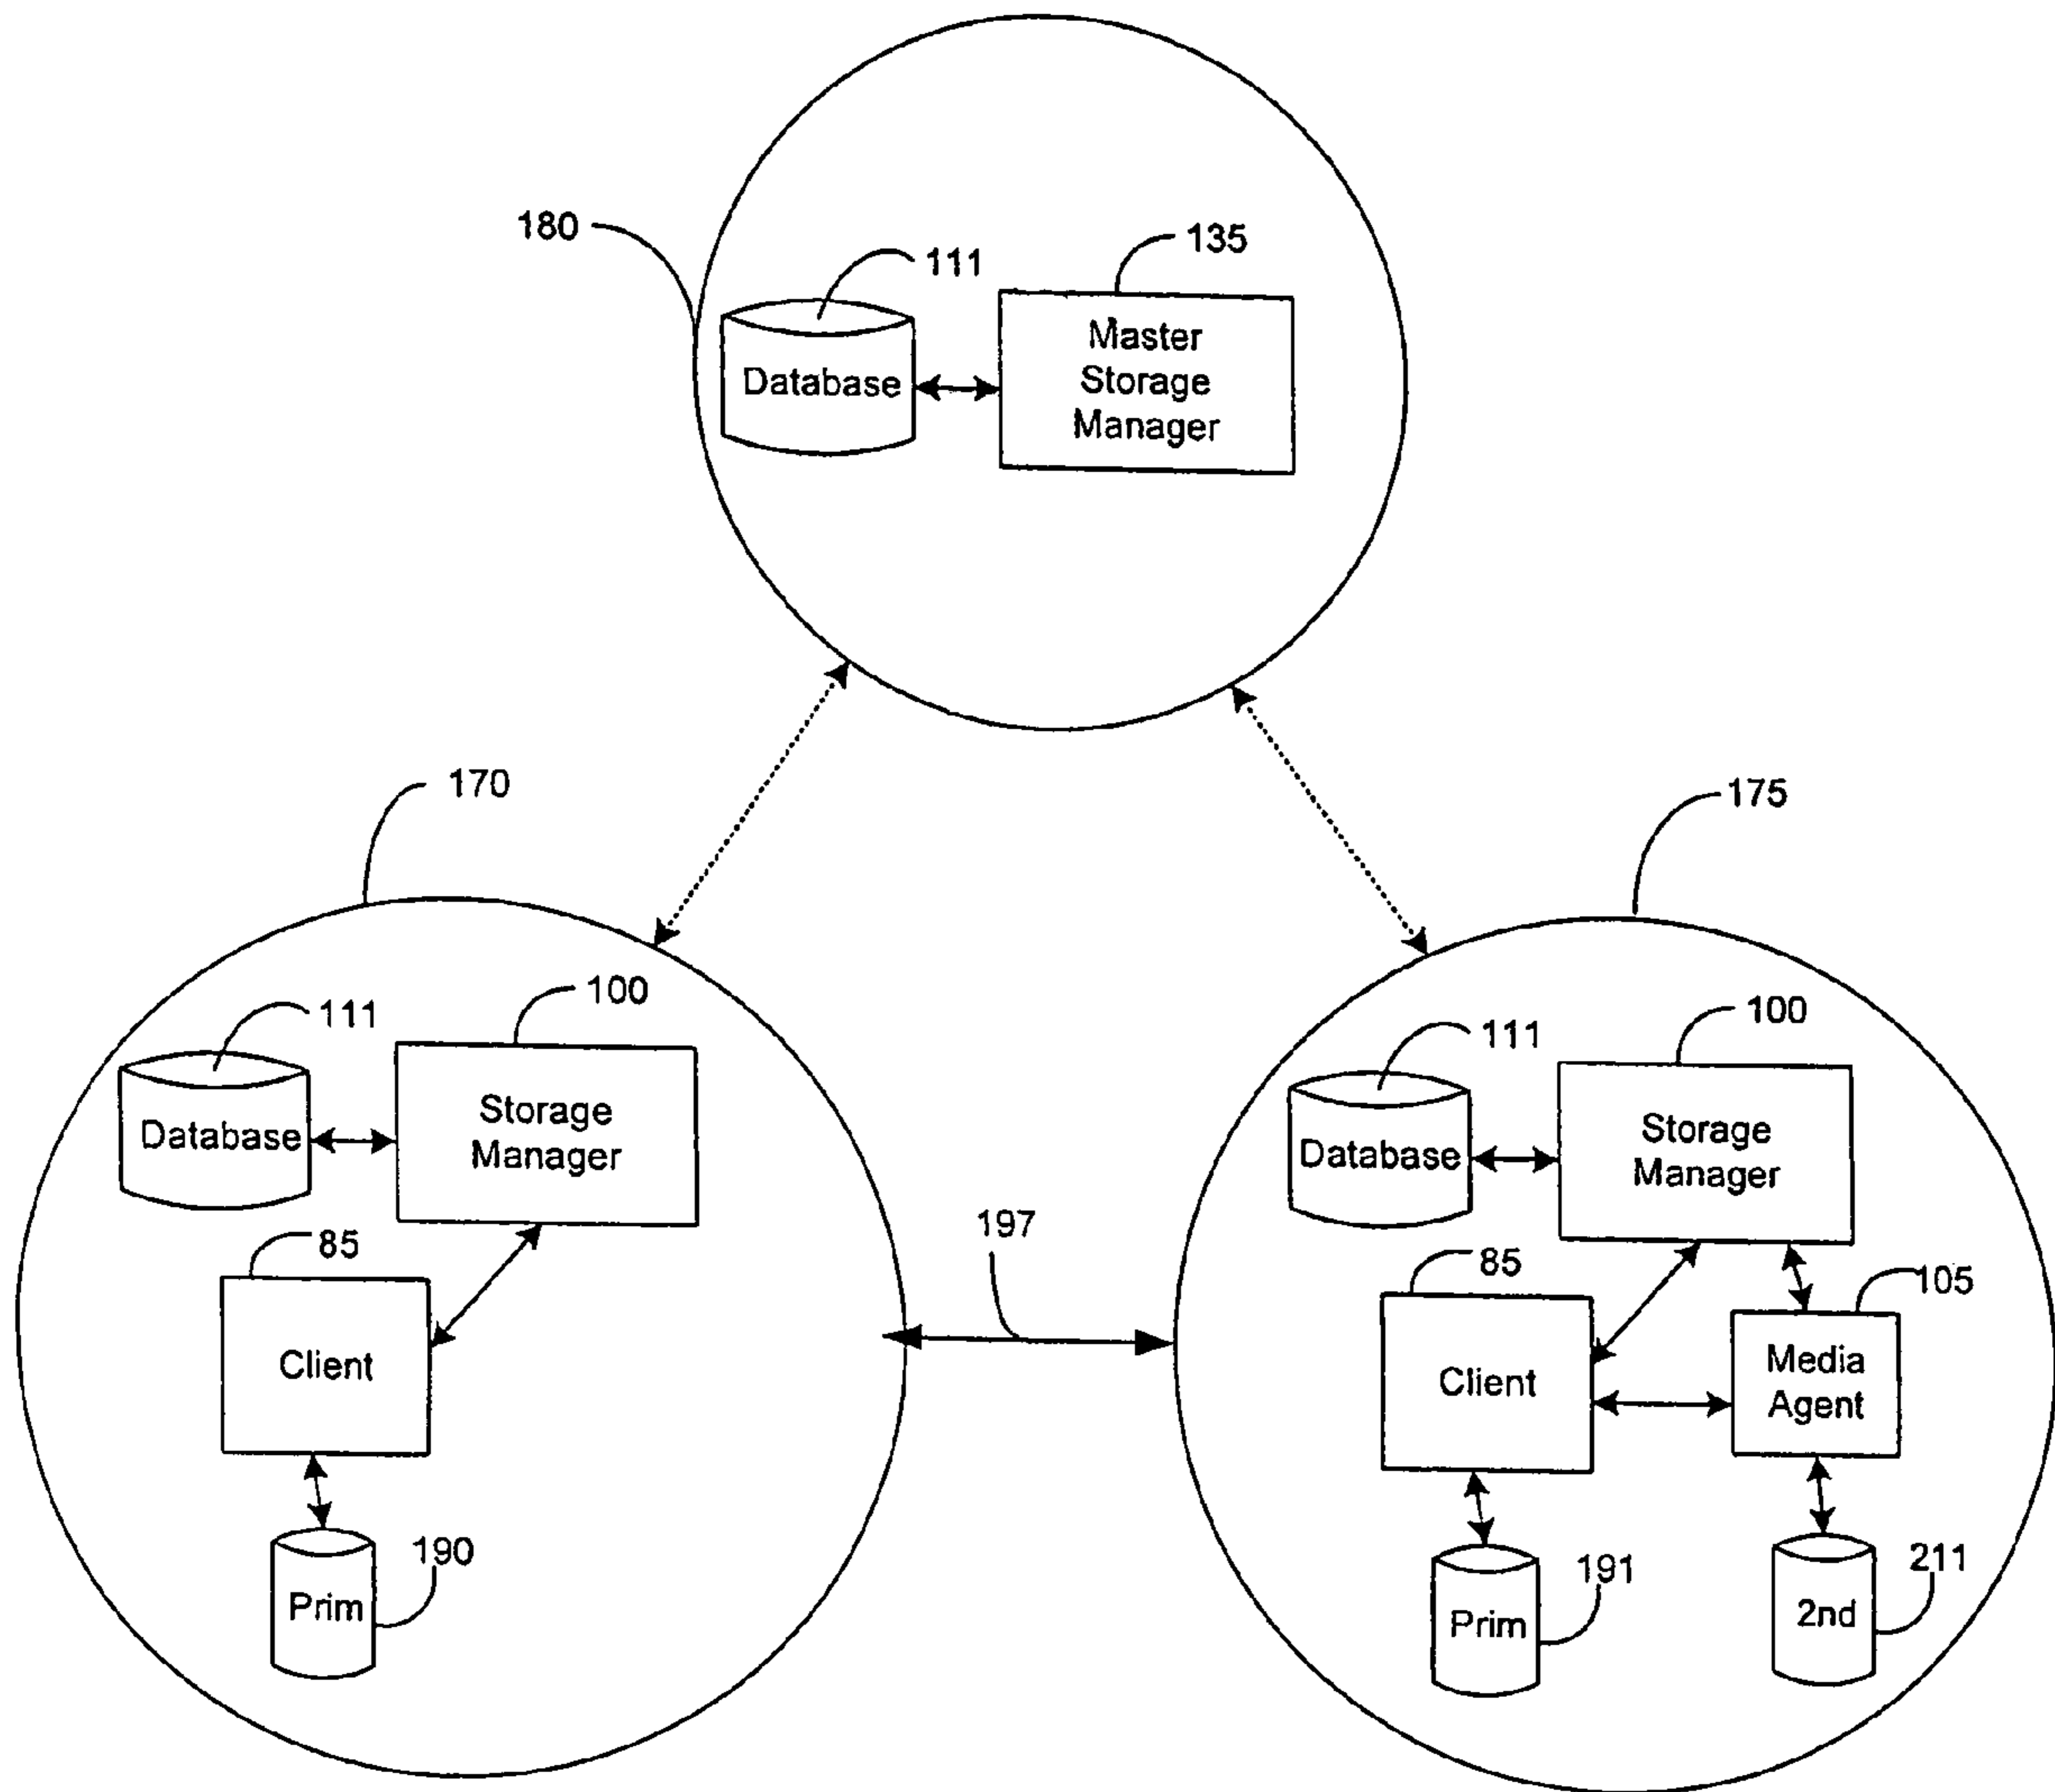 180
111
135
Database
Master
Storage
Manager
170
175
111
100
Database
Storage
Manager
85
Client
190
Prim
197
111
100
Database
Storage
Manager
85
105
Client
Media
Agent
191
211
Prim
2nd